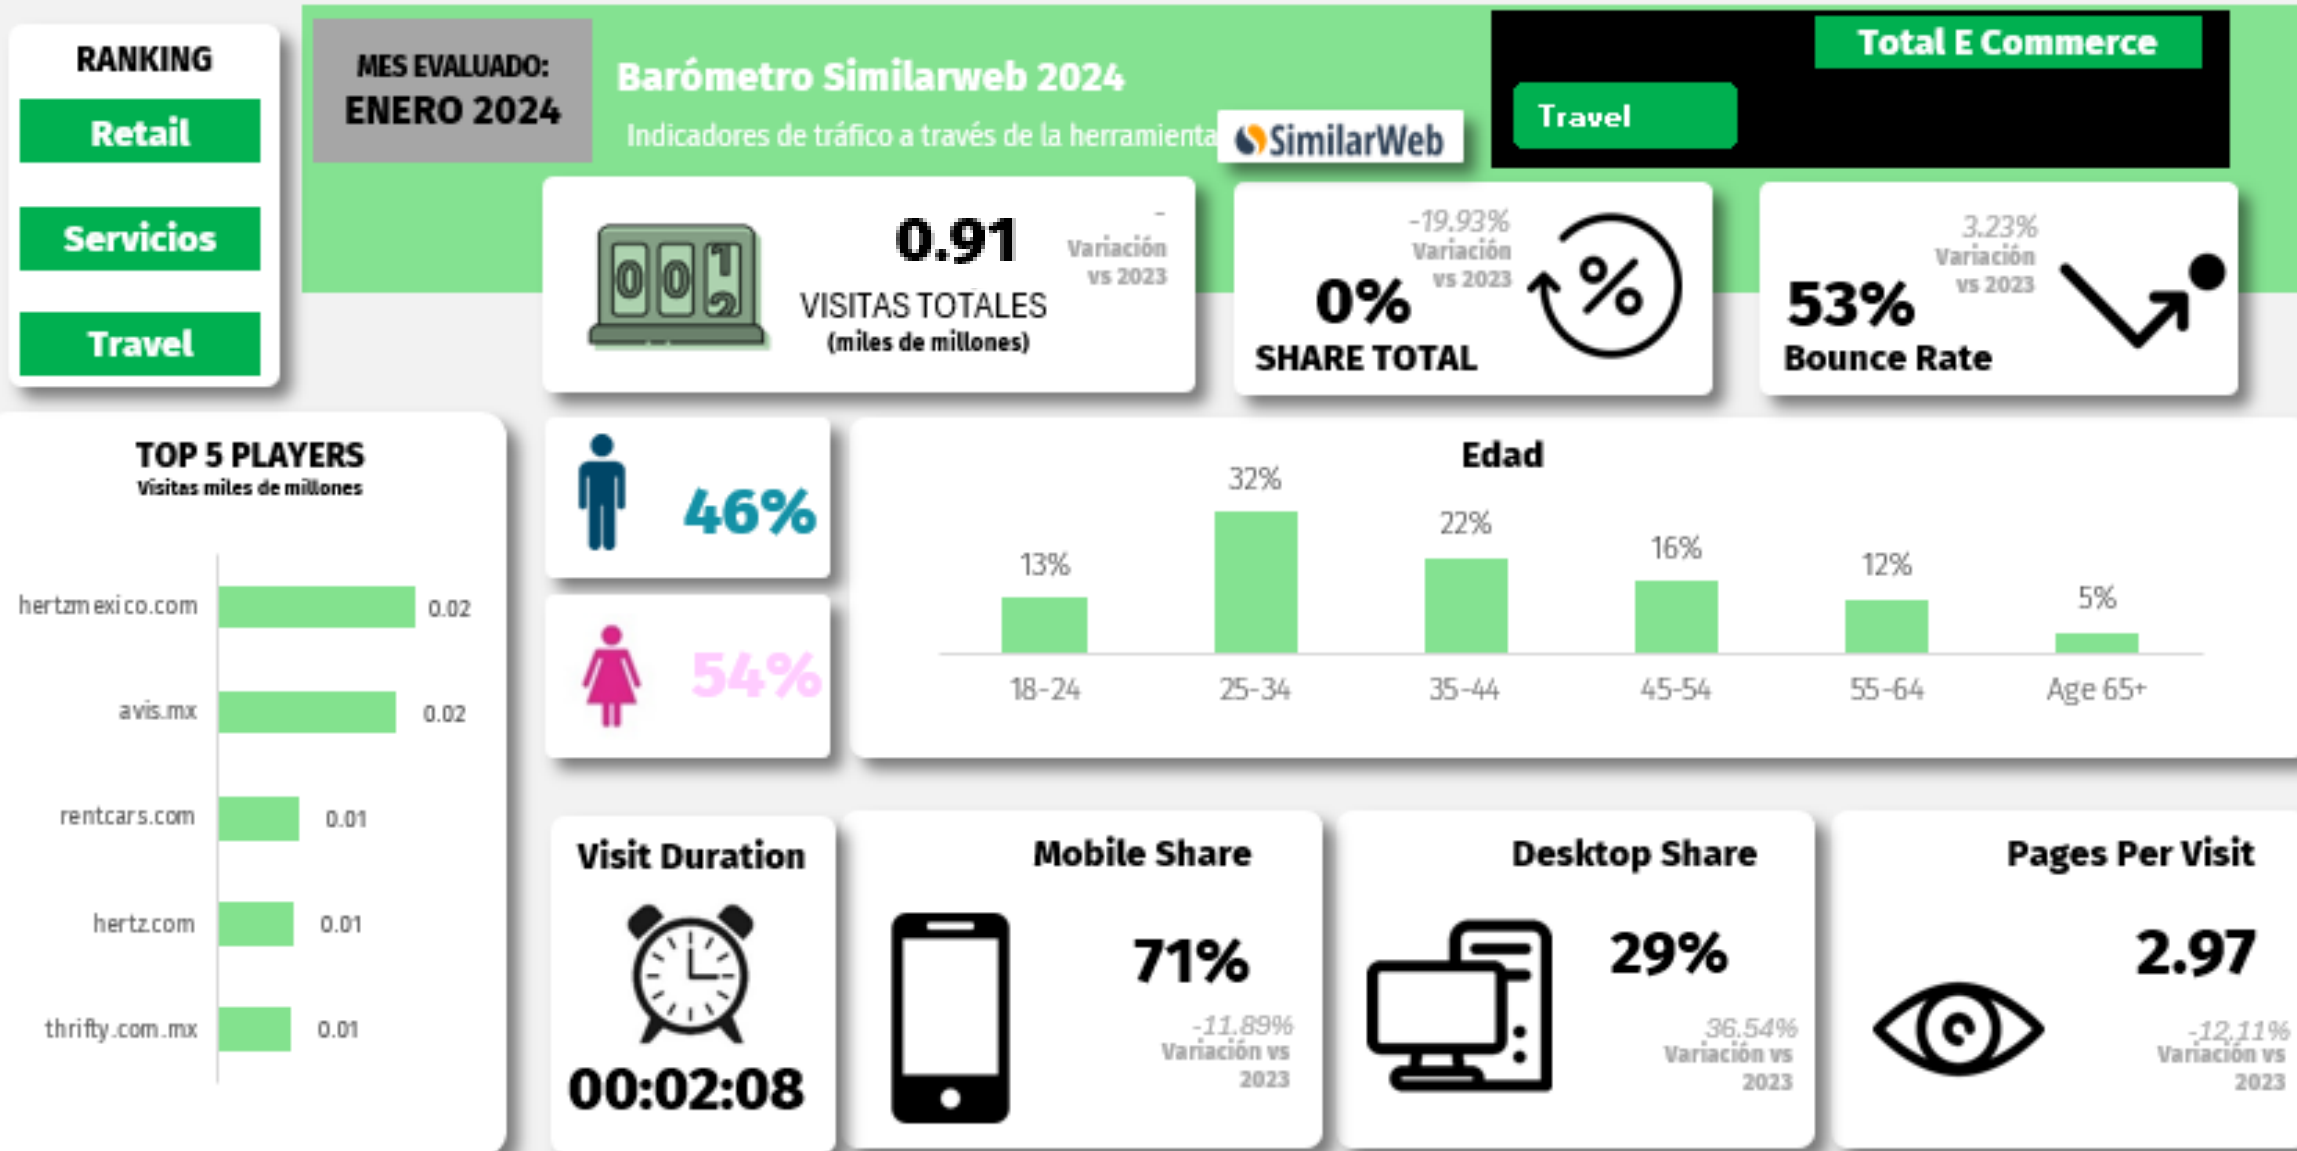 RANKING
Retail
Servicios
Travel
MES EVALUADO:
ENERO 2024
Barómetro Similarweb 2024
Indicadores de tráfico a través de la herramienta
SimilarWeb
Total E Commerce
Travel
001
2
0.91
VISITAS TOTALES
(miles de millones)
-
Variación
vs 2023
-19.93%
Variación
vs 2023
0%
SHARE TOTAL
%
3.23%
Variación
vs 2023
53%
Bounce Rate
TOP 5 PLAYERS
Visitas miles de millones
hertzmexico.com 0.02
avis.mx 0.02
rentcars.com 0.01
hertz.com 0.01
thrifty.com.mx 0.01
46%
54%
Edad
13% 32% 22% 16% 12% 5%
18-24 25-34 35-44 45-54 55-64 Age 65+
Visit Duration
00:02:08
Mobile Share
71%
-11.89%
Variación vs
2023
Desktop Share
29%
36.54%
Variación vs
2023
Pages Per Visit
2.97
-12.11%
Variación vs
2023